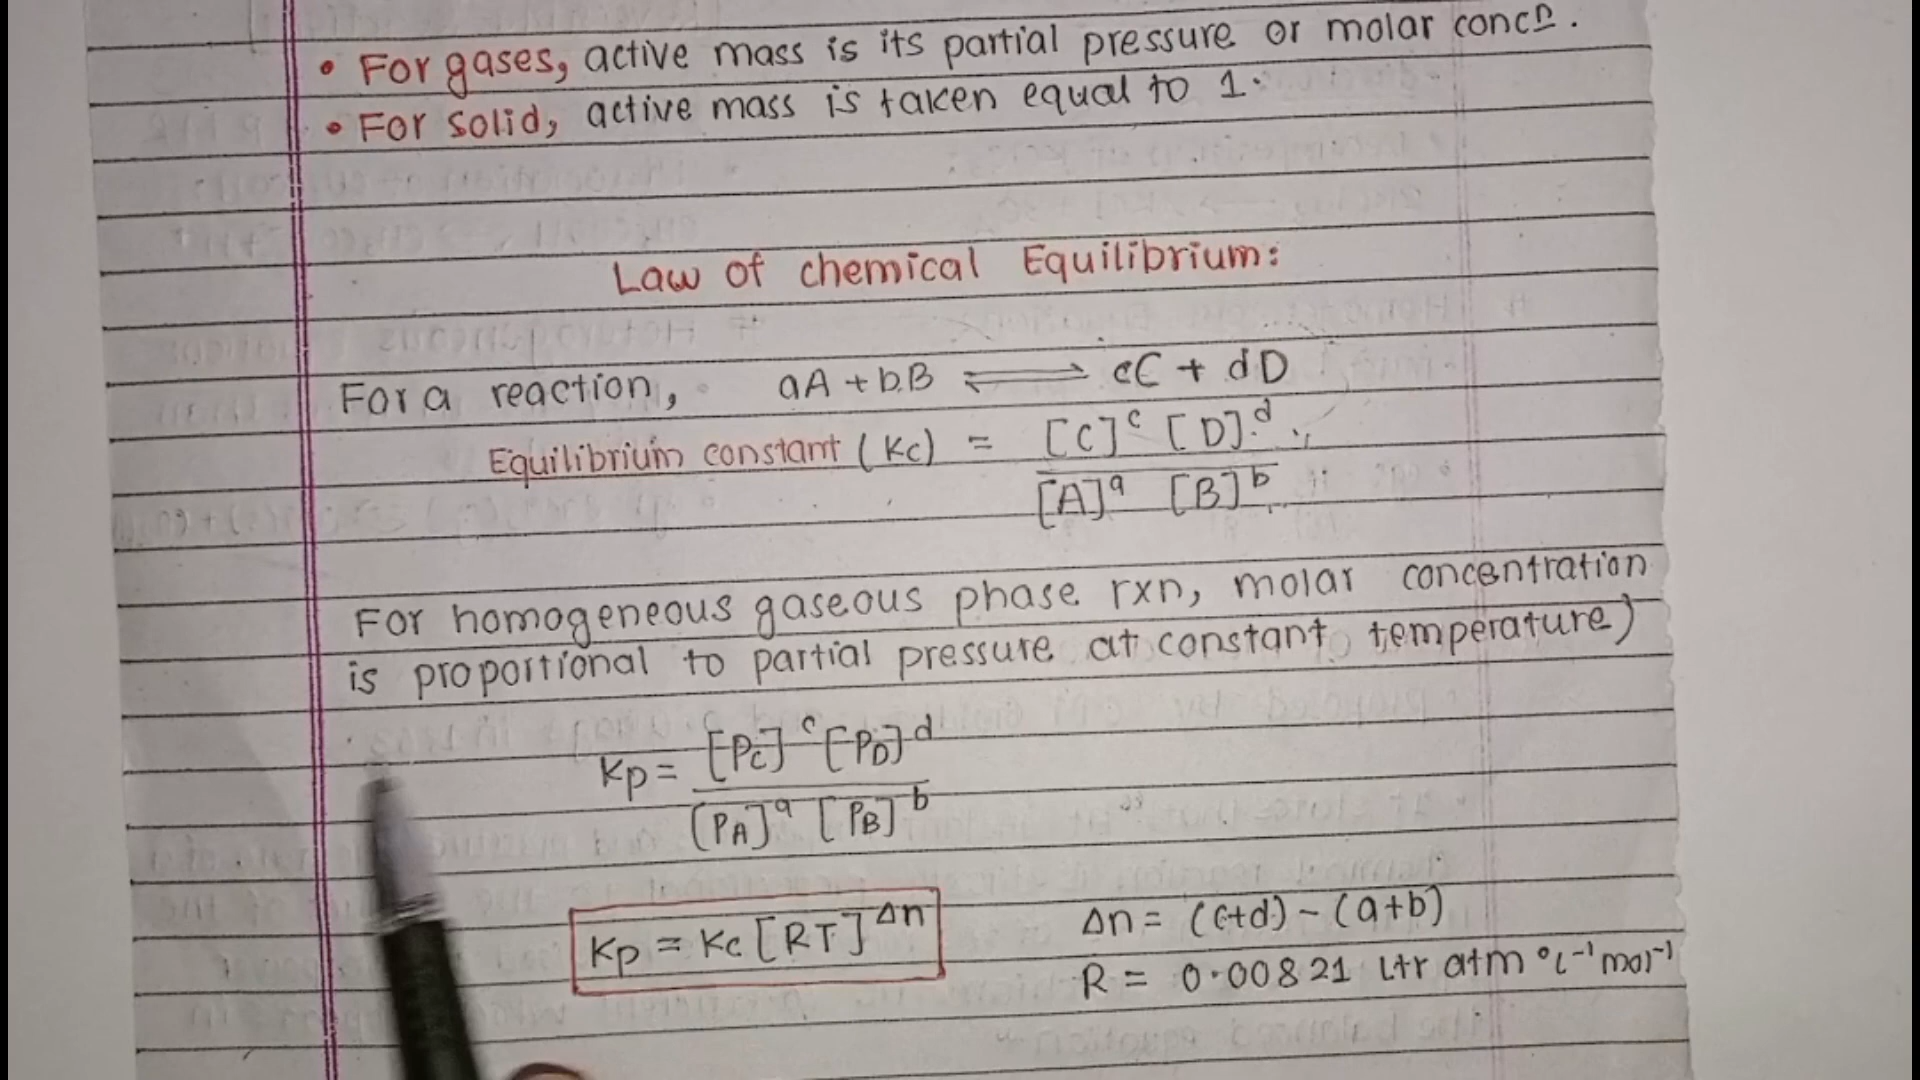 • For gases, active mass is its partial pressure or molar concn.
• For solid, active mass is taken equal to 1.
Law of chemical Equilibrium:
For a reaction, aA + bB ⇌ cC + dD
Equilibrium constant (Kc) = [C]^c [D]^d
[A]^a [B]^b
For homogeneous gaseous phase rxn, molar concentration
is proportional to partial pressure at constant temperature)
Kp = [PC]^c [PD]^d
[PA]^a [PB]^b
Kp = Kc [RT]^Δn
Δn = (c+d) - (a+b)
R = 0.00821 Ltr atm °C^-1 mol^-1